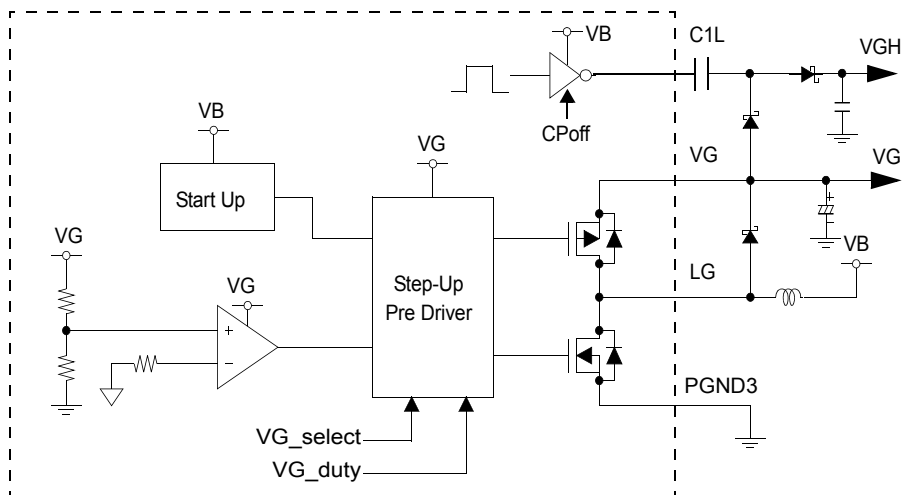 VB
C1L
VGH
CPoff
VB
VG
VG
VG
Start Up
VG
VG
Step-Up
Pre Driver
LG
VB
+
+
−
−
PGND3
VG_select
VG_duty